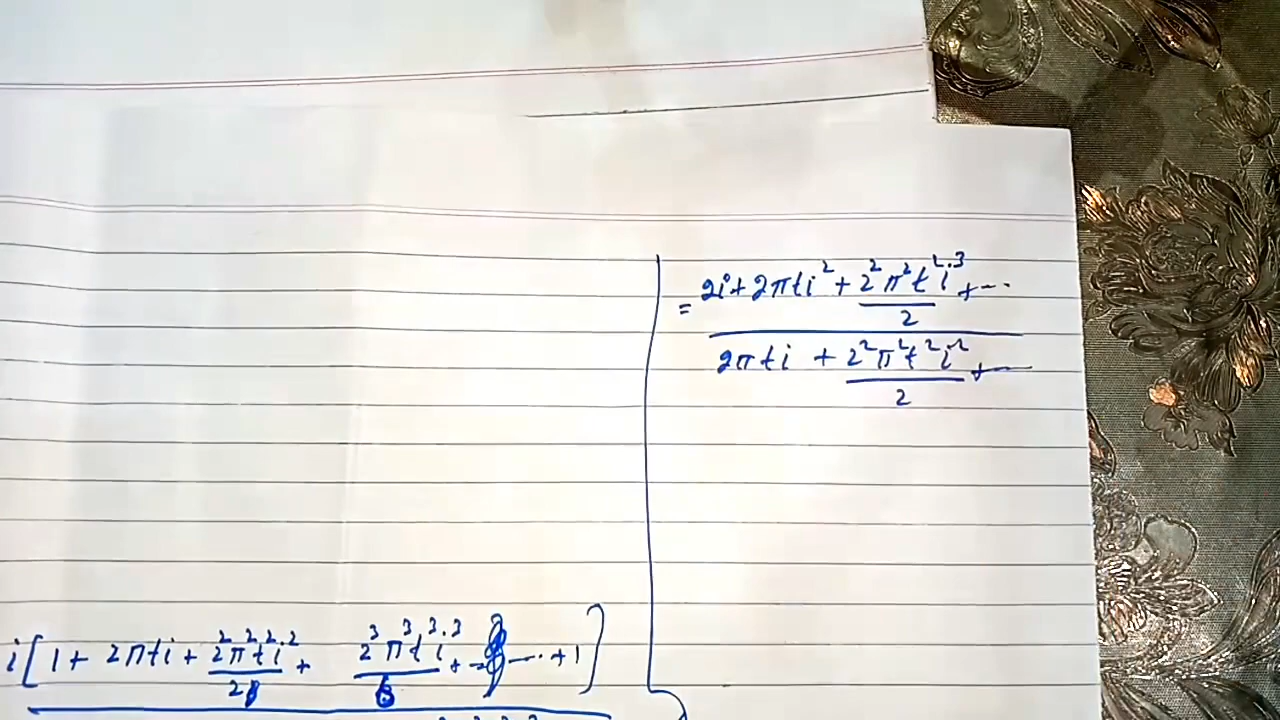 = 2i + 2πti² + 2²π²t²i³/2 + ...
2πti + 2²π²t²i²/2 + ...
i[1 + 2πti + 2²π²t²i²/2 + 2³π³t³i³/6 + ... + 1]